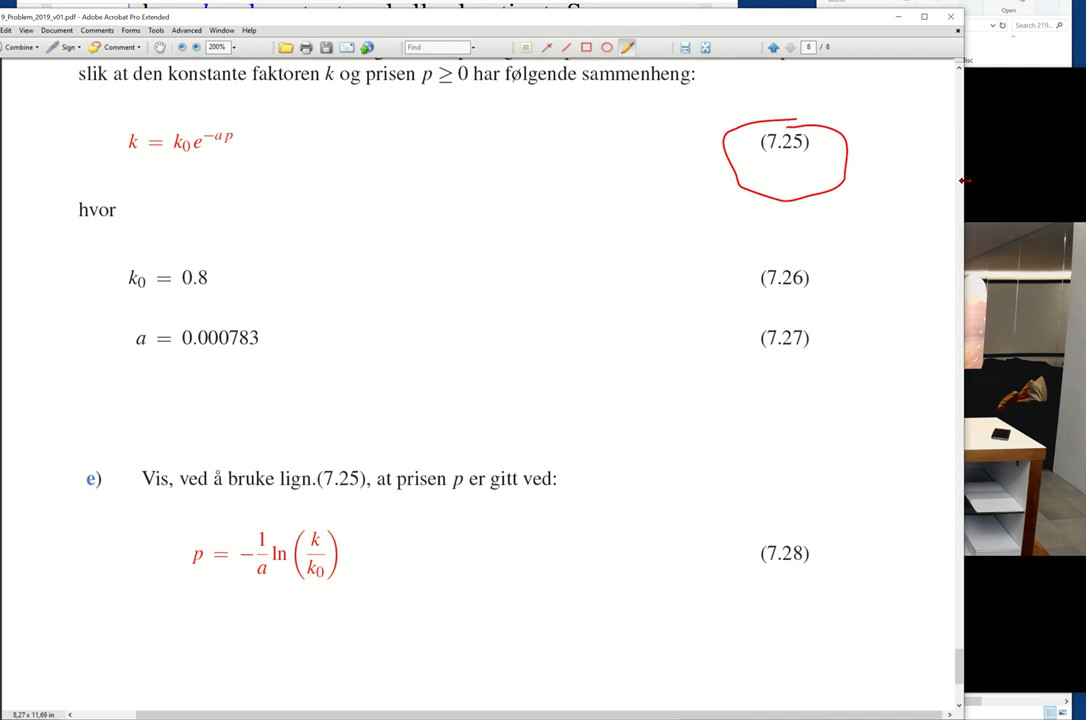 9_Problem_2019_v01.pdf - Adobe Acrobat Pro Extended
Edit View Document Comments Forms Tools Advanced Window Help
Combine Sign Comment 200% Find 8 / 8
Open
Search 219...
slik at den konstante faktoren k og prisen p ≥ 0 har følgende sammenheng:
k = k₀e^{−a p} (7.25)
hvor
k₀ = 0.8 (7.26)
a = 0.000783 (7.27)
e) Vis, ved å bruke lign.(7.25), at prisen p er gitt ved:
p = −1/a ln (k/k₀) (7.28)
8,27 x 11,69 in